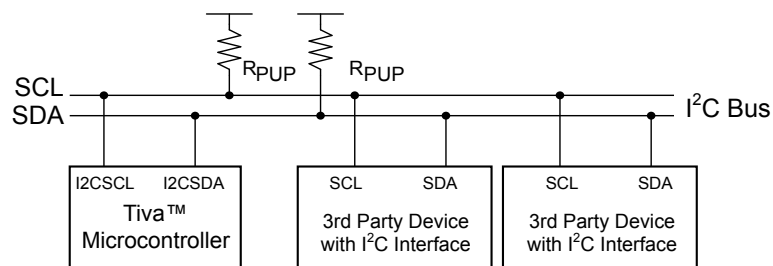 RPUP RPUP
SCL
SDA
I²C Bus
I2CSCL I2CSDA
Tiva™
Microcontroller
SCL SDA
3rd Party Device
with I²C Interface
SCL SDA
3rd Party Device
with I²C Interface